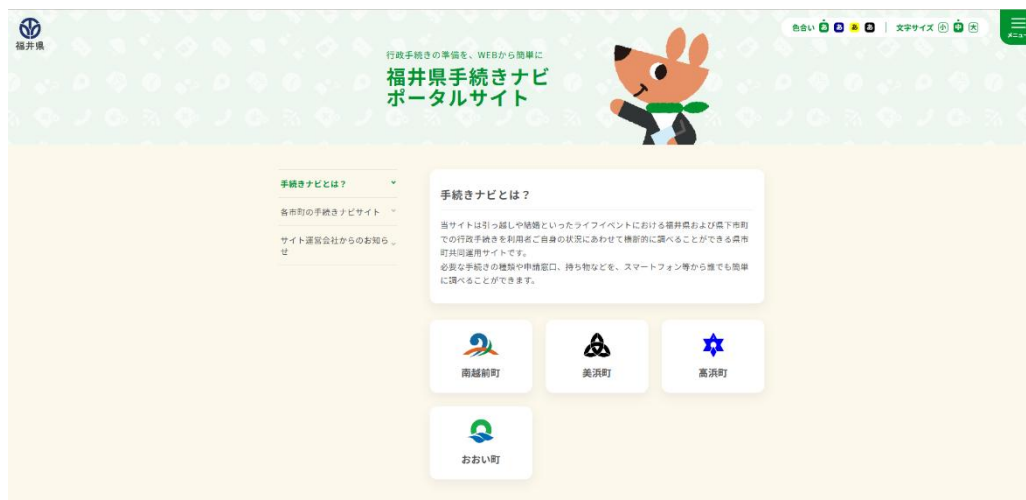 福井県
色合い あ あ あ あ 文字サイズ 小 中 大
メニュー
行政手続きの準備を、WEBから簡単に
福井県手続きナビ
ポータルサイト
手続きナビとは？
各市町の手続きナビサイト
サイト運営会社からのお知ら
せ
手続きナビとは？
当サイトは引っ越しや結婚といったライフイベントにおける福井県および県下市町
での行政手続きを利用者ご自身の状況にあわせて横断的に調べることができる県市
町共同運用サイトです。
必要な手続きの種類や申請窓口、持ち物などを、スマートフォン等から誰でも簡単
に調べることができます。
南越前町
美浜町
高浜町
おおい町